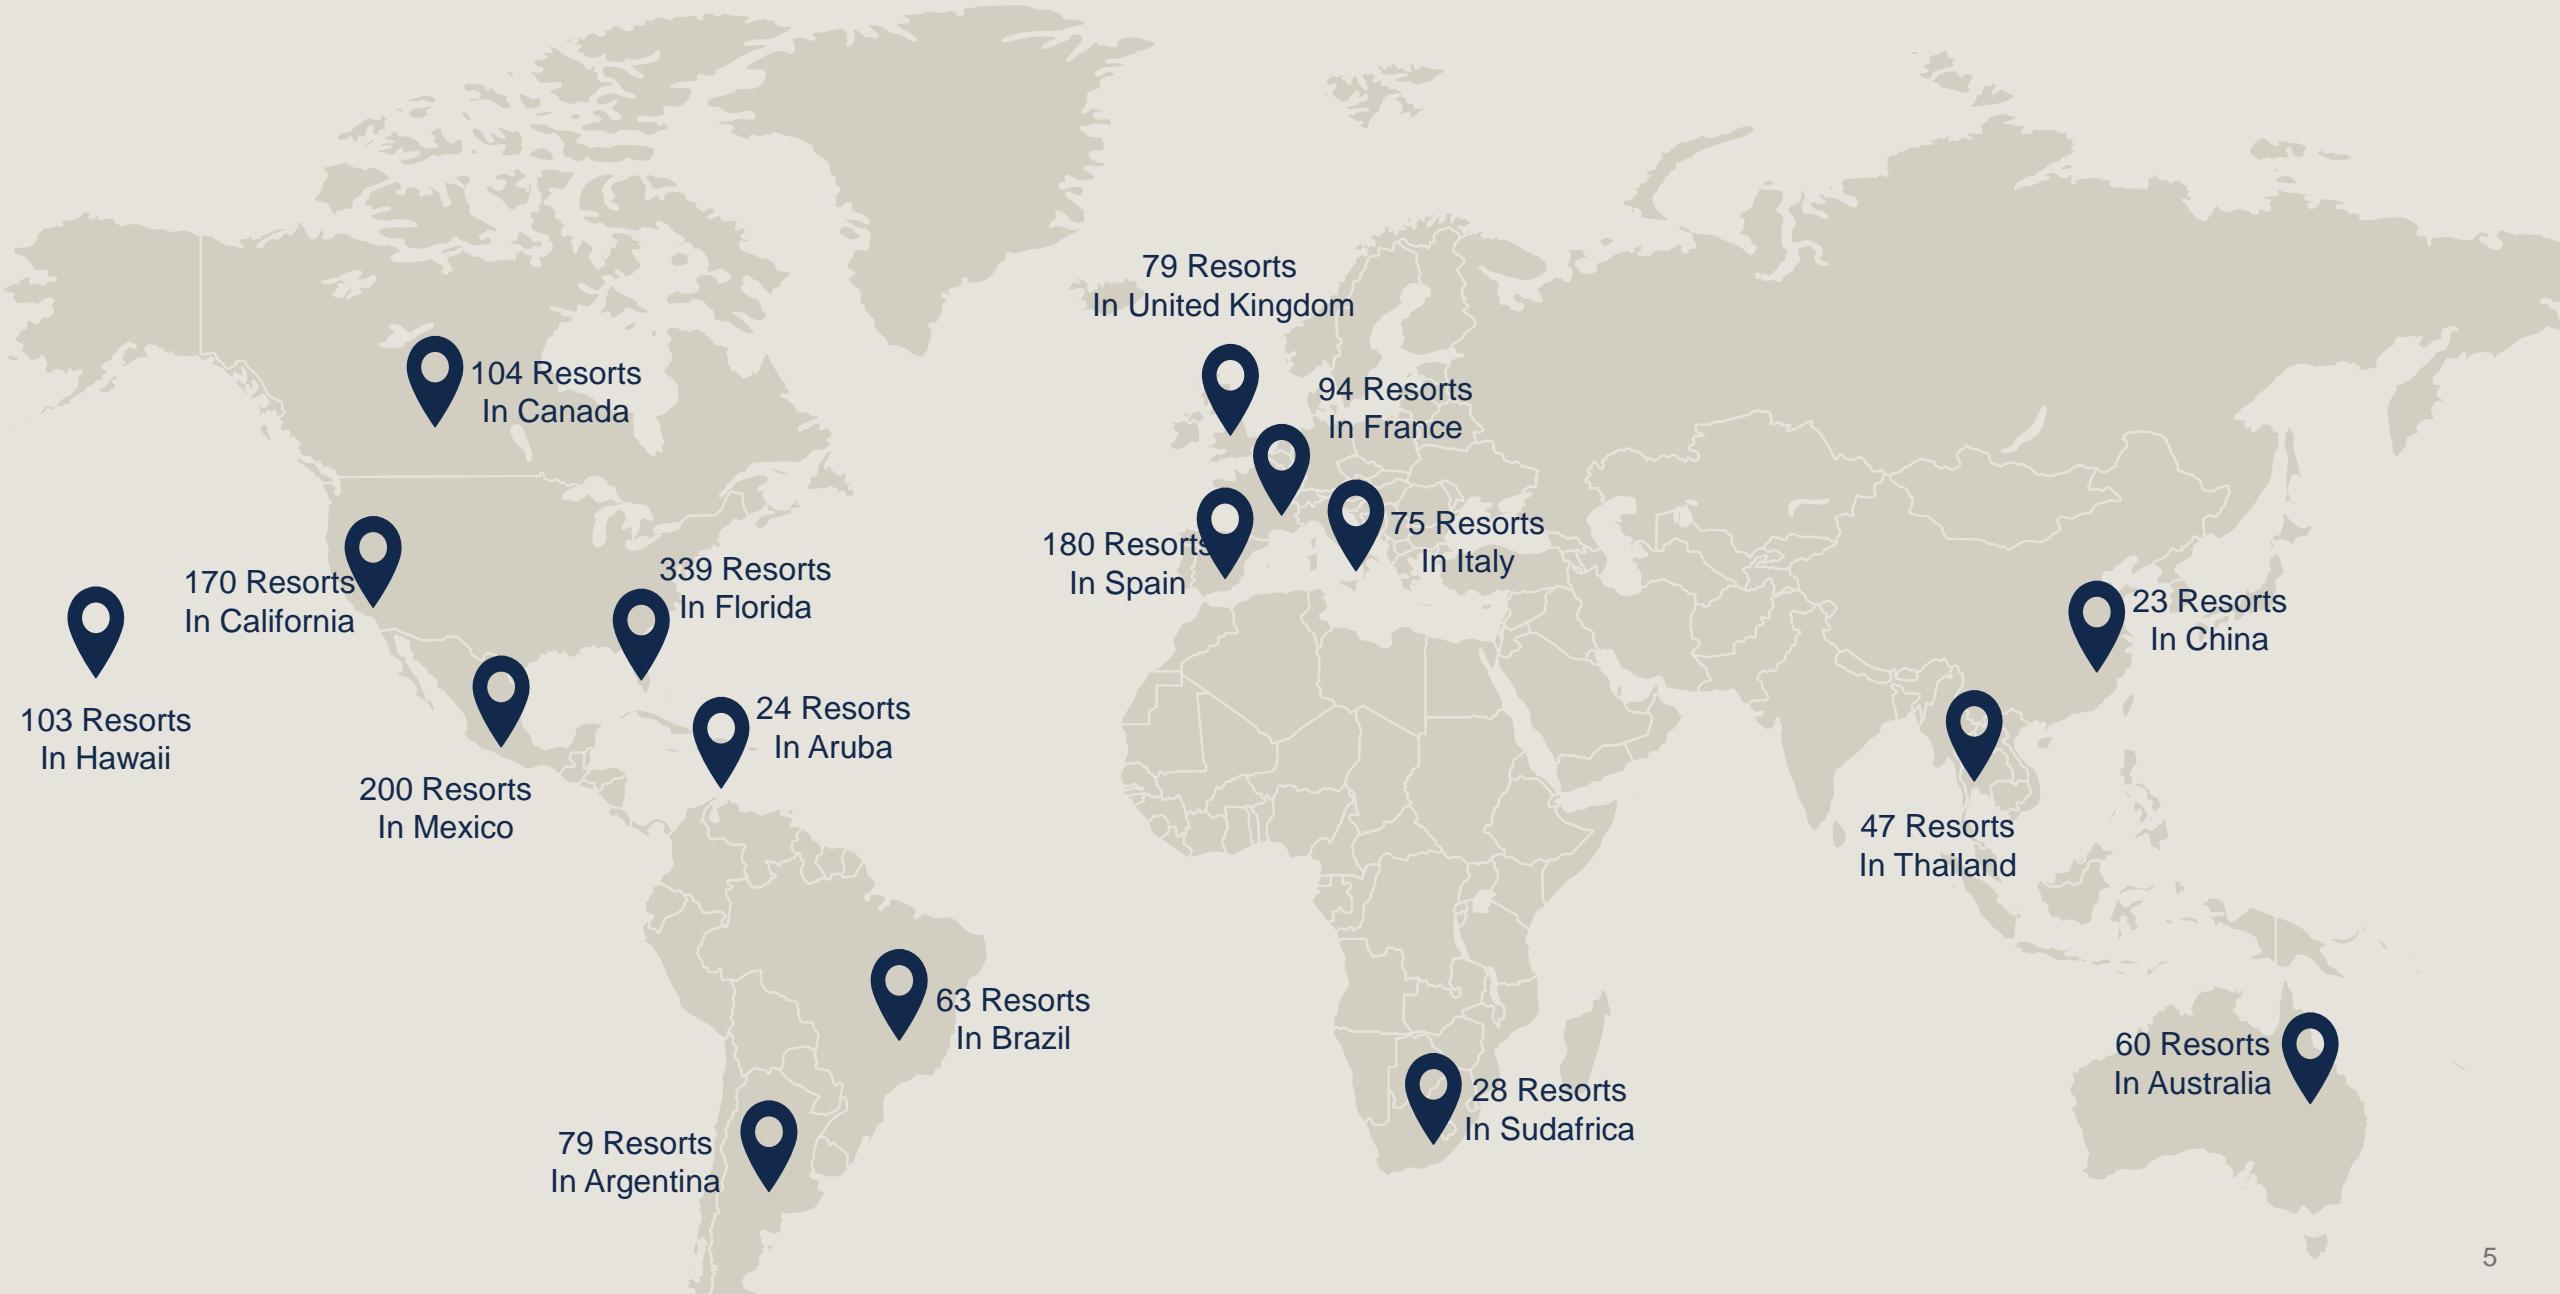 79 Resorts
In United Kingdom
104 Resorts
In Canada
94 Resorts
In France
180 Resorts
In Spain
75 Resorts
In Italy
170 Resorts
In California
339 Resorts
In Florida
23 Resorts
In China
103 Resorts
In Hawaii
24 Resorts
In Aruba
200 Resorts
In Mexico
47 Resorts
In Thailand
63 Resorts
In Brazil
60 Resorts
In Australia
28 Resorts
In Sudafrica
79 Resorts
In Argentina
5